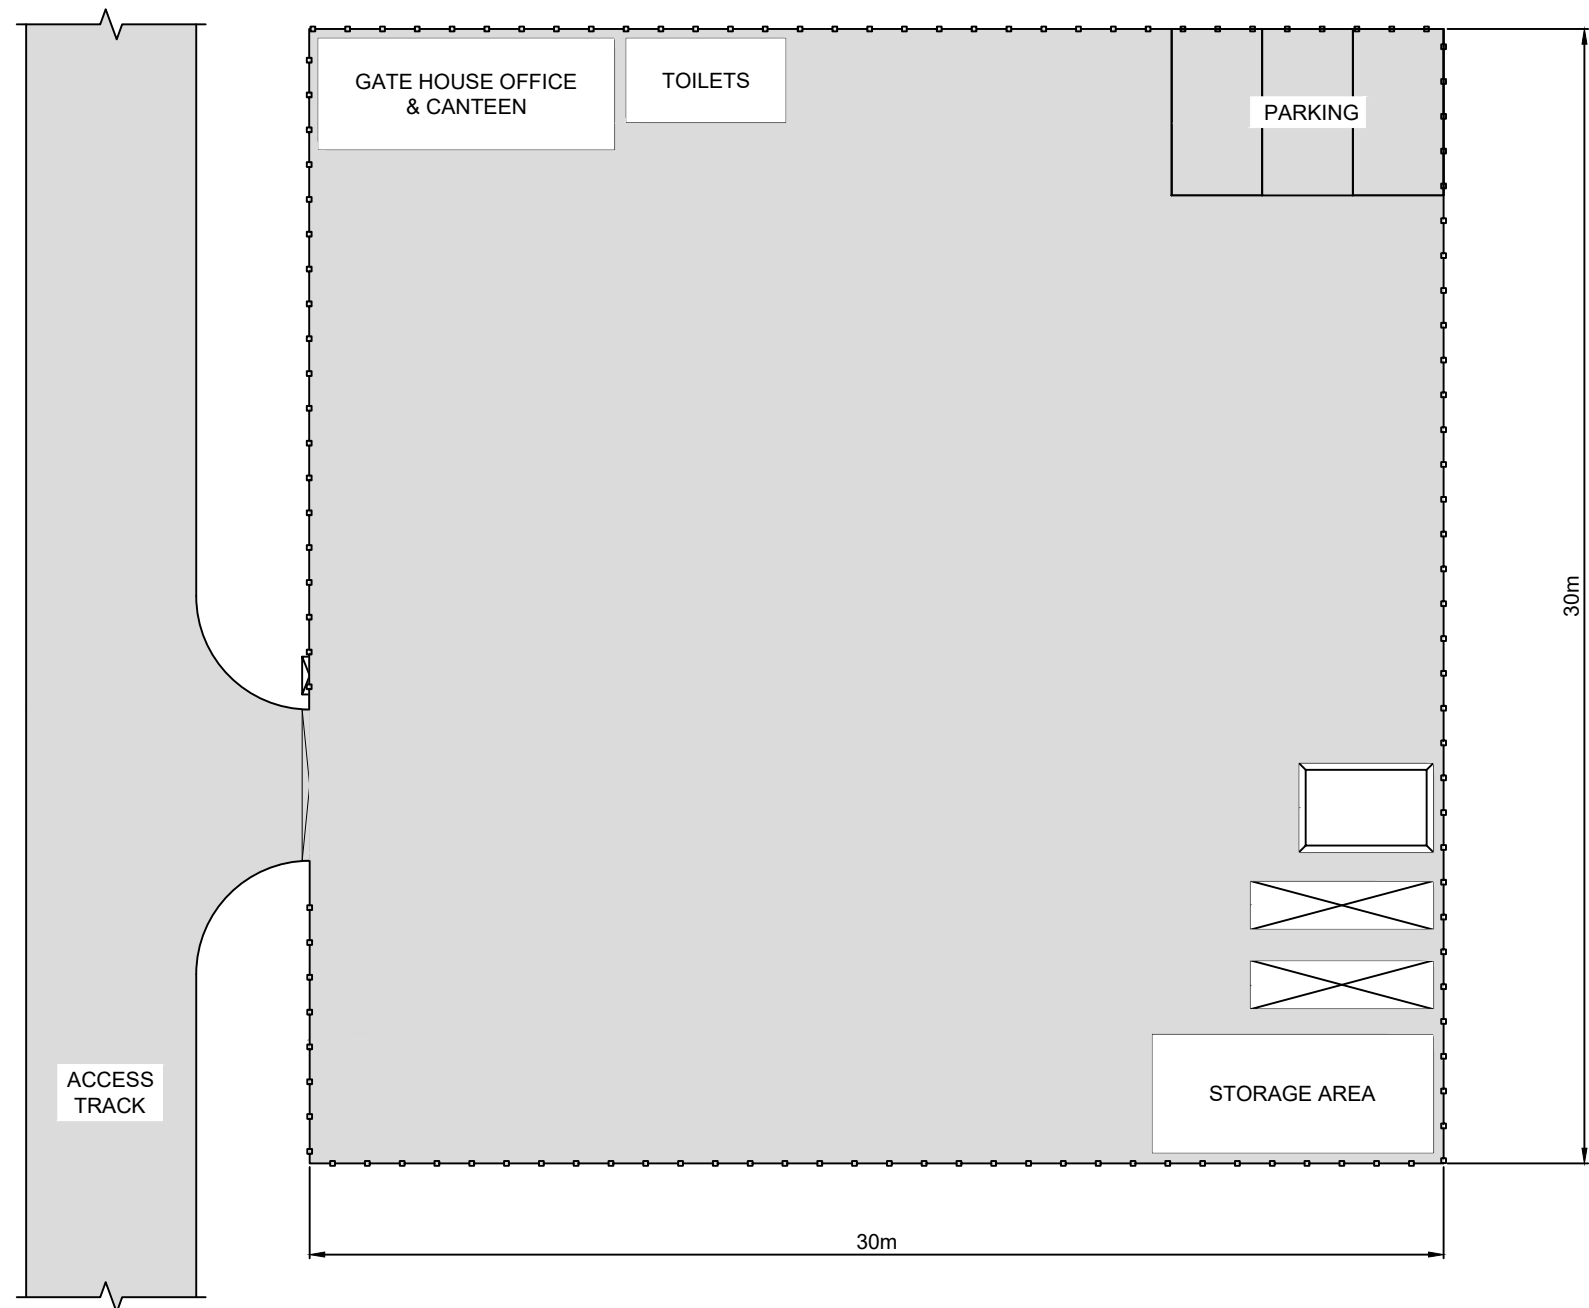 GATE HOUSE OFFICE
& CANTEEN
TOILETS
PARKING
30m
ACCESS
TRACK
STORAGE AREA
30m